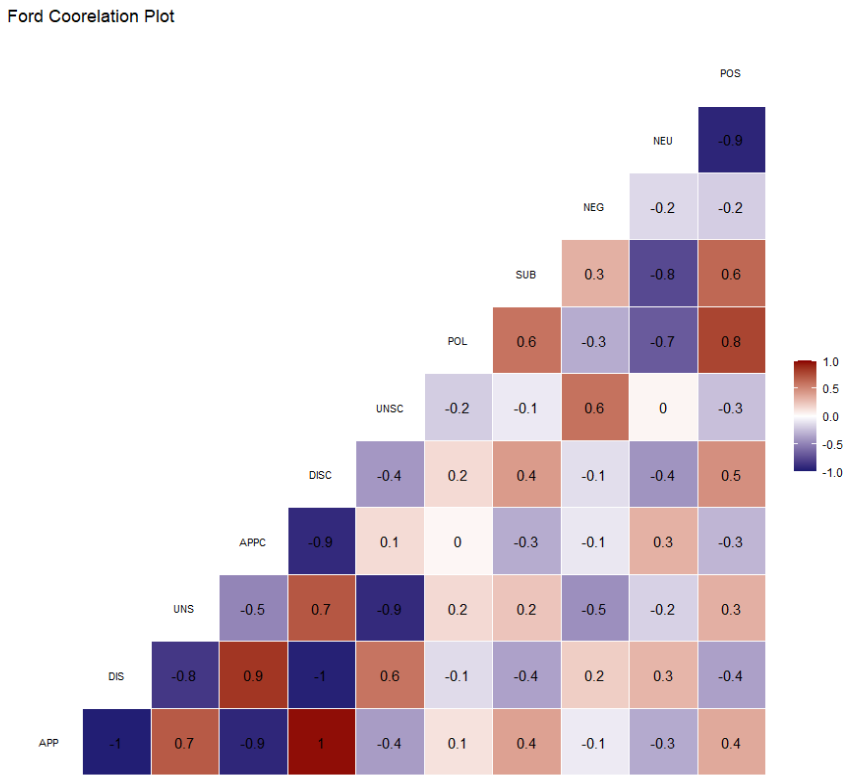 Ford Coorelation Plot
POS
NEU -0.9
NEG -0.2 -0.2
SUB 0.3 -0.8 0.6
POL 0.6 -0.3 -0.7 0.8
1.0
UNSC -0.2 -0.1 0.6 0 -0.3
0.5
0.0
-0.5
-1.0
DISC -0.4 0.2 0.4 -0.1 -0.4 0.5
APPC -0.9 0.1 0 -0.3 -0.1 0.3 -0.3
UNS -0.5 0.7 -0.9 0.2 0.2 -0.5 -0.2 0.3
DIS -0.8 0.9 -1 0.6 -0.1 -0.4 0.2 0.3 -0.4
APP -1 0.7 -0.9 1 -0.4 0.1 0.4 -0.1 -0.3 0.4